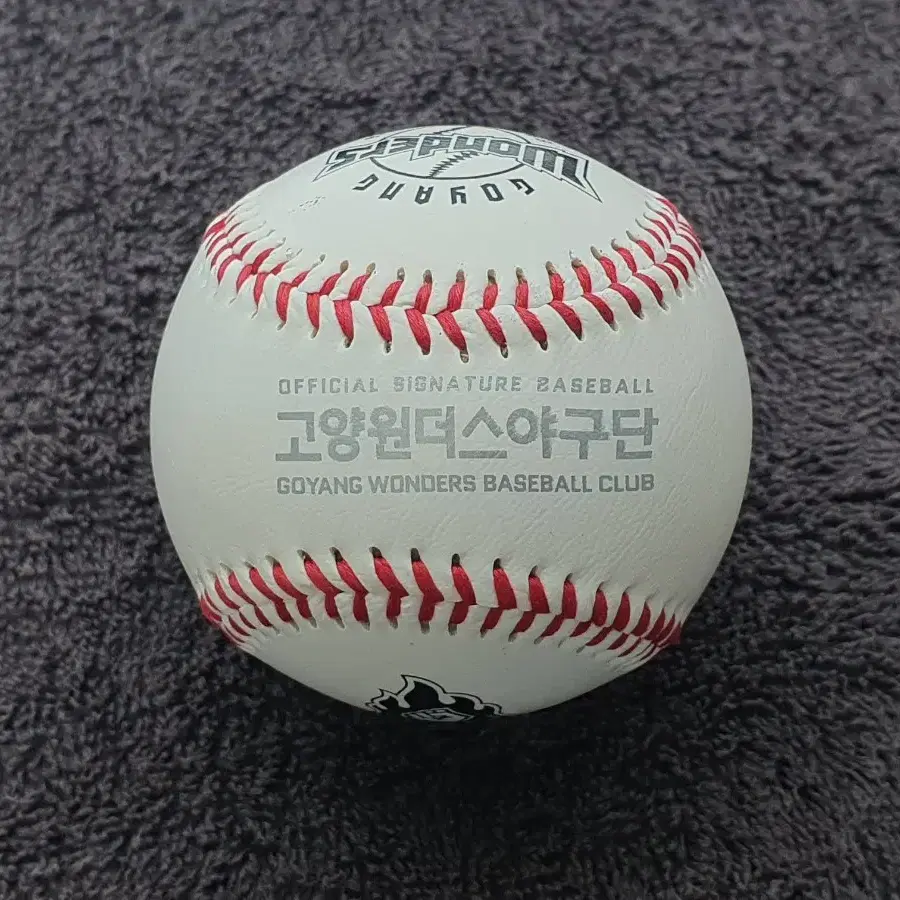 Wonders
GOYANG
OFFICIAL SIGNATURE BASEBALL
고양원더스야구단
GOYANG WONDERS BASEBALL CLUB